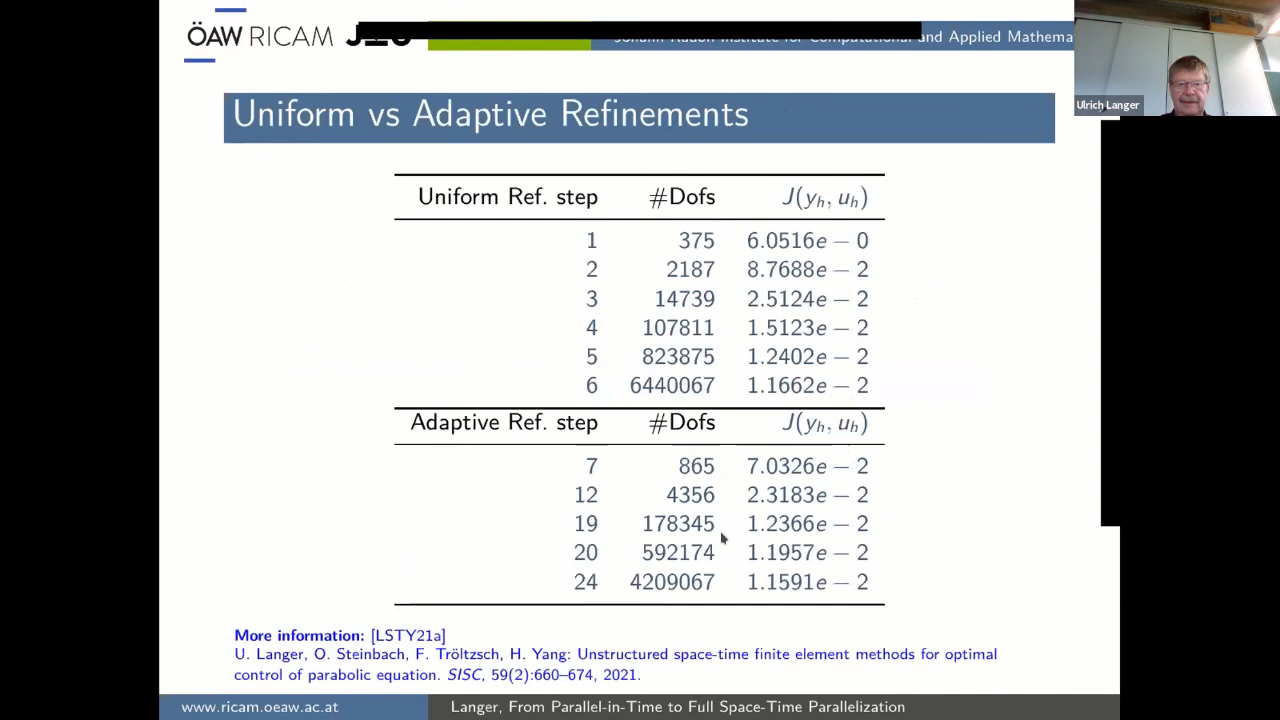 ÖAW RICAM
Johann Radon Institute for Computational and Applied Mathema
Ulrich Langer
Uniform vs Adaptive Refinements
Uniform Ref. step #Dofs J(yₕ, uₕ)
1 375 6.0516e − 0
2 2187 8.7688e − 2
3 14739 2.5124e − 2
4 107811 1.5123e − 2
5 823875 1.2402e − 2
6 6440067 1.1662e − 2
Adaptive Ref. step #Dofs J(yₕ, uₕ)
7 865 7.0326e − 2
12 4356 2.3183e − 2
19 178345 1.2366e − 2
20 592174 1.1957e − 2
24 4209067 1.1591e − 2
More information: [LSTY21a]
U. Langer, O. Steinbach, F. Tröltzsch, H. Yang: Unstructured space-time finite element methods for optimal
control of parabolic equation. SISC, 59(2):660–674, 2021.
www.ricam.oeaw.ac.at Langer, From Parallel-in-Time to Full Space-Time Parallelization